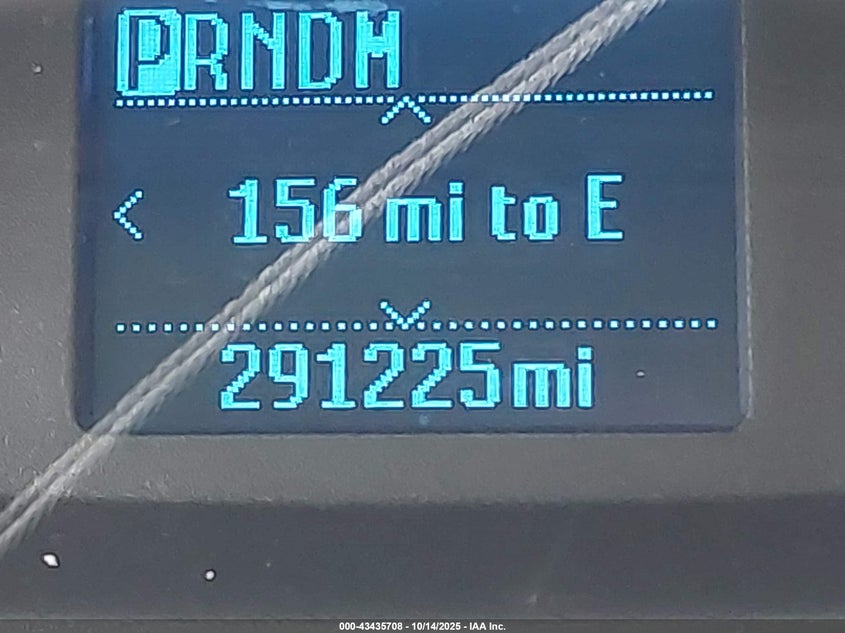 PRNDM
156 mi to E
291225mi
000-43435708 - 10/14/2025 - IAA Inc.